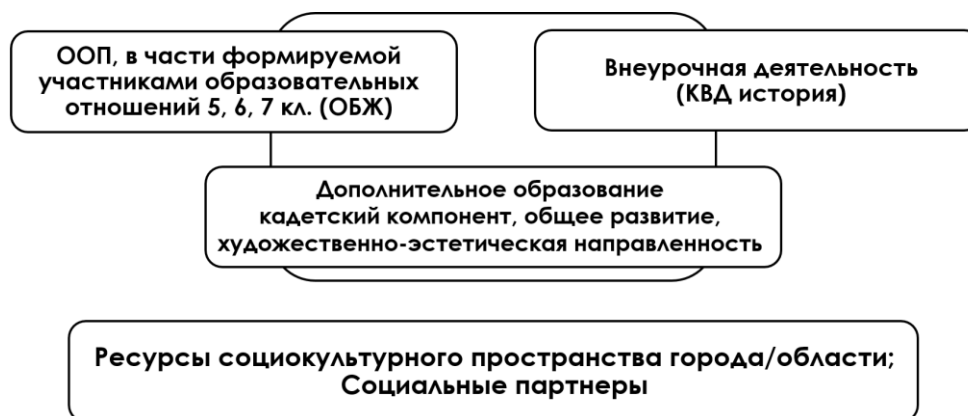 ООП, в части формируемой
участниками образовательных
отношений 5, 6, 7 кл. (ОБЖ)
Внеурочная деятельность
(КВД история)
Дополнительное образование
кадетский компонент, общее развитие,
художественно-эстетическая направленность
Ресурсы социокультурного пространства города/области;
Социальные партнеры